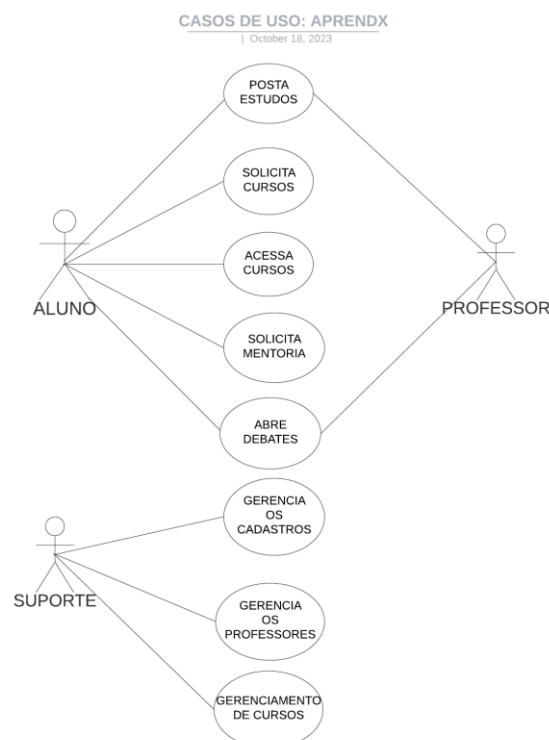 CASOS DE USO: APRENDX
| October 18, 2023
POSTA
ESTUDOS
SOLICITA
CURSOS
ACESSA
CURSOS
ALUNO
PROFESSOR
SOLICITA
MENTORIA
ABRE
DEBATES
GERENCIA
OS
CADASTROS
SUPORTE
GERENCIA
OS
PROFESSORES
GERENCIAMENTO
DE CURSOS